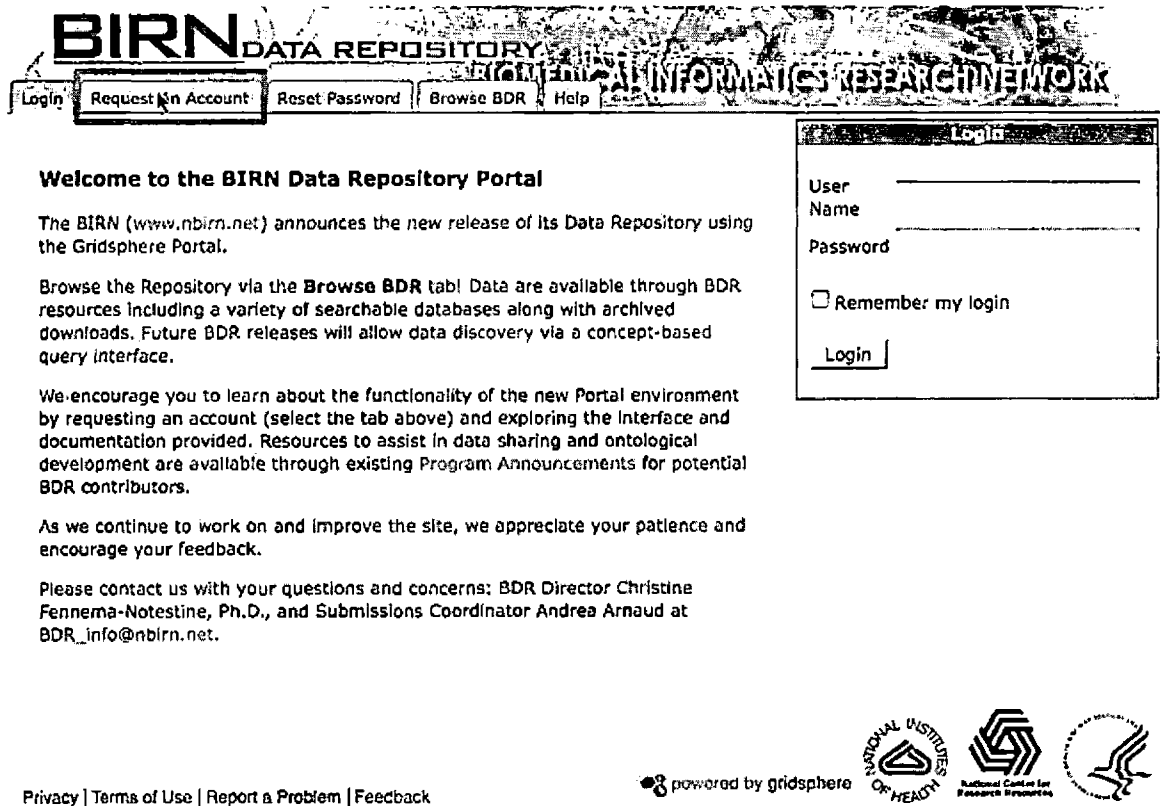 BIRN DATA REPOSITORY
BIOMEDICAL INFORMATICS RESEARCH NETWORK
Login Request An Account Reset Password Browse BDR Help
Login
Welcome to the BIRN Data Repository Portal
User
Name
The BIRN (www.nbirn.net) announces the new release of its Data Repository using
the Gridsphere Portal.
Password
Browse the Repository via the Browse BDR tab! Data are available through BDR
resources including a variety of searchable databases along with archived
downloads. Future BDR releases will allow data discovery via a concept-based
query interface.
Remember my login
Login
We encourage you to learn about the functionality of the new Portal environment
by requesting an account (select the tab above) and exploring the interface and
documentation provided. Resources to assist in data sharing and ontological
development are available through existing Program Announcements for potential
BDR contributors.
As we continue to work on and improve the site, we appreciate your patience and
encourage your feedback.
Please contact us with your questions and concerns: BDR Director Christine
Fennema-Notestine, Ph.D., and Submissions Coordinator Andrea Arnaud at
BDR_info@nbirn.net.
powered by gridsphere
NATIONAL INSTITUTES OF HEALTH
National Center for
Research Resources
Privacy | Terms of Use | Report a Problem | Feedback